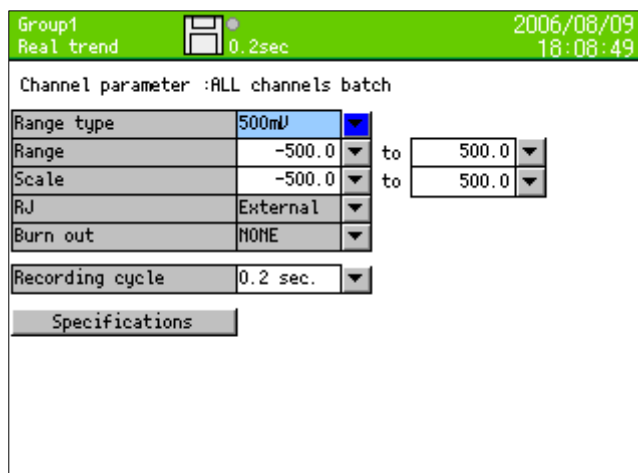 Group1
2006/08/09
Real trend
0.2sec
18:08:49
Channel parameter :ALL channels batch
Range type 500mV
Range -500.0 to 500.0
Scale -500.0 to 500.0
RJ External
Burn out NONE
Recording cycle 0.2 sec.
Specifications